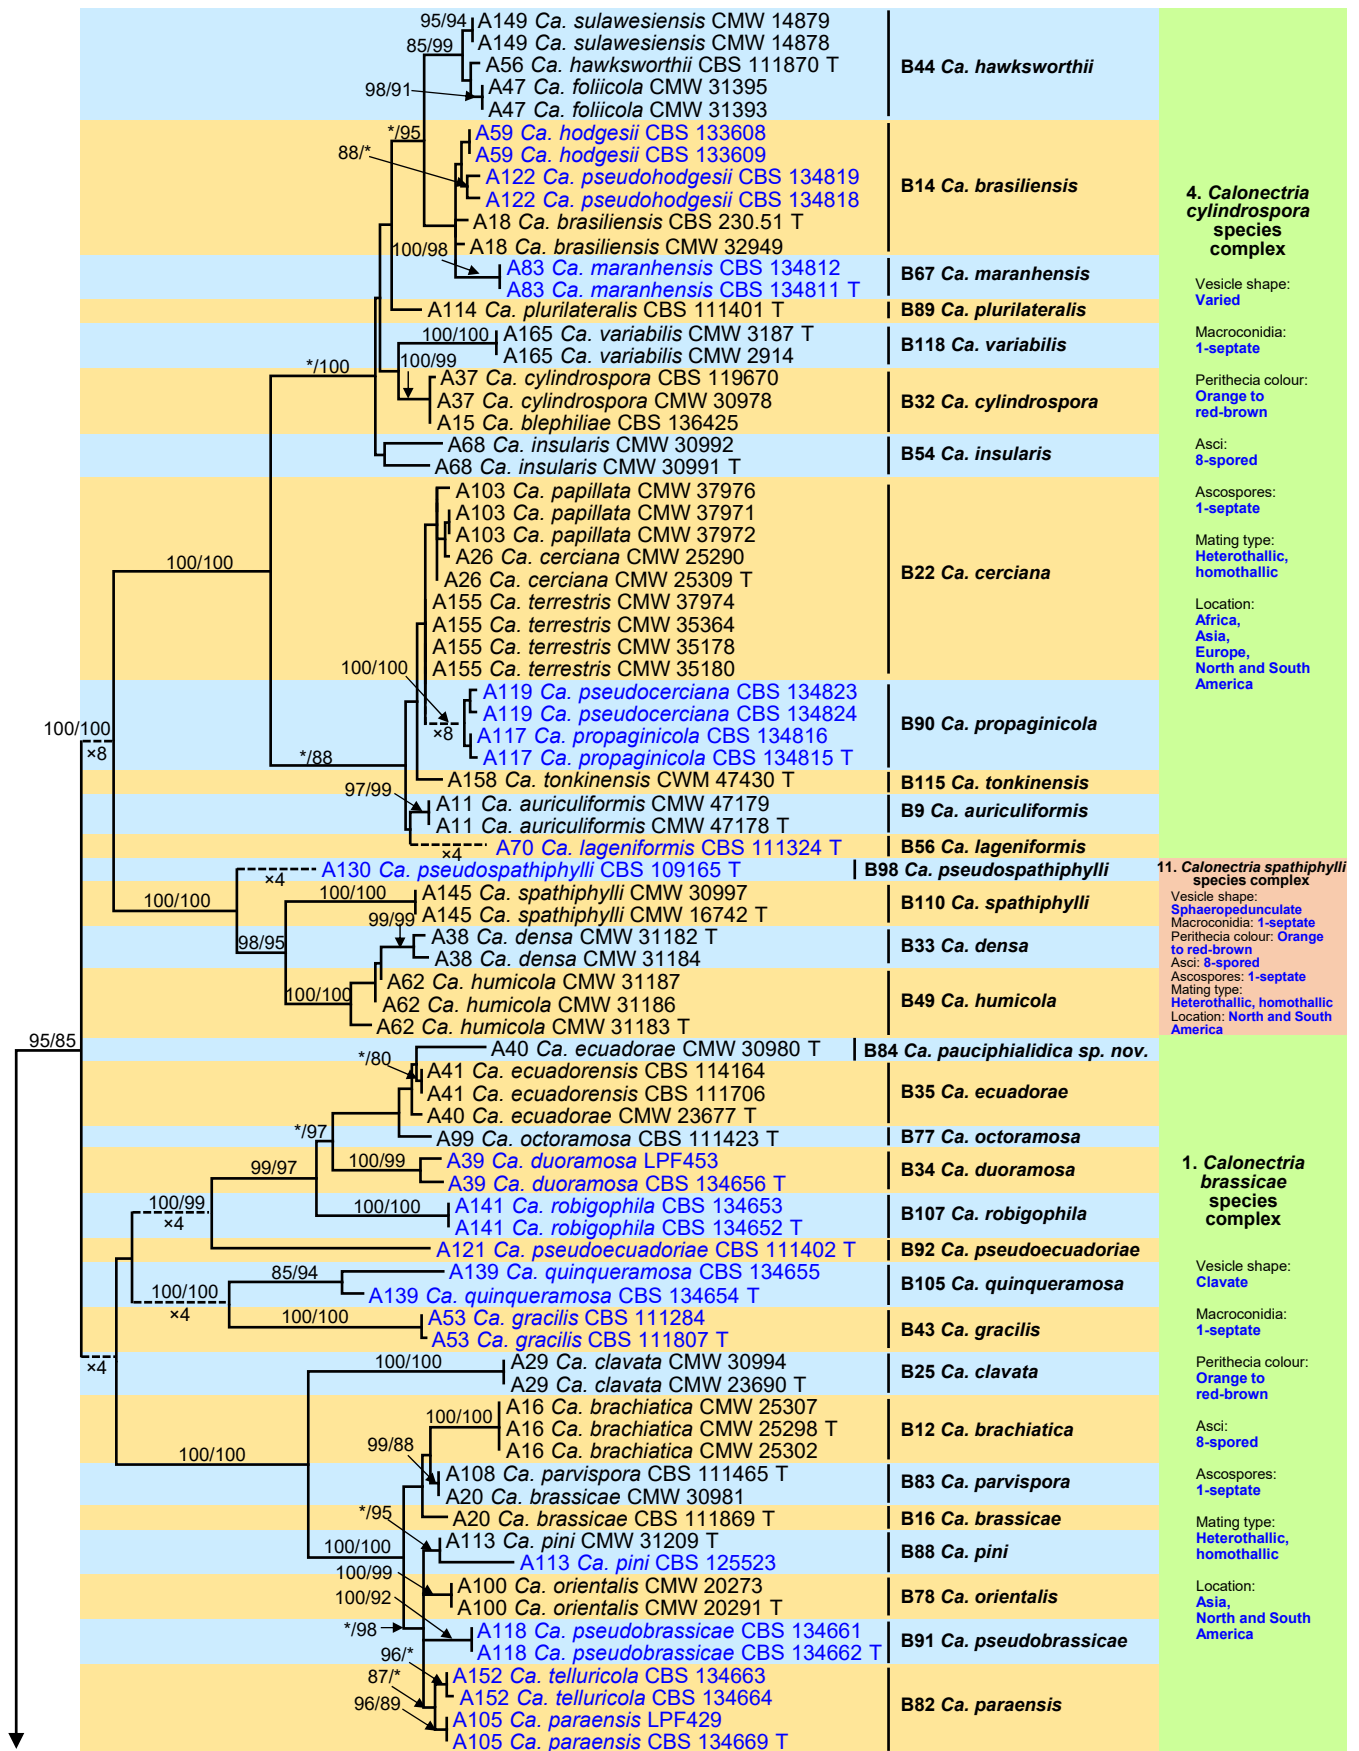 95/94
A149 Ca. sulawesiensis CMW 14879
A149 Ca. sulawesiensis CMW 14878
85/99
A56 Ca. hawksworthii CBS 111870 T
98/91
A47 Ca. foliicola CMW 31395
A47 Ca. foliicola CMW 31393
B44 Ca. hawksworthii
*/95
A59 Ca. hodgesii CBS 133608
A59 Ca. hodgesii CBS 133609
88/*
A122 Ca. pseudohodgesii CBS 134819
A122 Ca. pseudohodgesii CBS 134818
A18 Ca. brasiliensis CBS 230.51 T
A18 Ca. brasiliensis CMW 32949
B14 Ca. brasiliensis
100/98
A83 Ca. maranhensis CBS 134812
A83 Ca. maranhensis CBS 134811 T
B67 Ca. maranhensis
A114 Ca. plurilateralis CBS 111401 T
B89 Ca. plurilateralis
100/100
A165 Ca. variabilis CMW 3187 T
A165 Ca. variabilis CMW 2914
B118 Ca. variabilis
*/100
100/99
A37 Ca. cylindrospora CBS 119670
A37 Ca. cylindrospora CMW 30978
A15 Ca. blephiliae CBS 136425
B32 Ca. cylindrospora
A68 Ca. insularis CMW 30992
A68 Ca. insularis CMW 30991 T
B54 Ca. insularis
A103 Ca. papillata CMW 37976
A103 Ca. papillata CMW 37971
A103 Ca. papillata CMW 37972
A26 Ca. cerciana CMW 25290
A26 Ca. cerciana CMW 25309 T
A155 Ca. terrestris CMW 37974
A155 Ca. terrestris CMW 35364
A155 Ca. terrestris CMW 35178
A155 Ca. terrestris CMW 35180
B22 Ca. cerciana
100/100
100/100
×8
A119 Ca. pseudocerciana CBS 134823
A119 Ca. pseudocerciana CBS 134824
A117 Ca. propaginicola CBS 134816
A117 Ca. propaginicola CBS 134815 T
B90 Ca. propaginicola
100/100
×8
*/88
A158 Ca. tonkinensis CWM 47430 T
B115 Ca. tonkinensis
97/99
A11 Ca. auriculiformis CMW 47179
A11 Ca. auriculiformis CMW 47178 T
B9 Ca. auriculiformis
×4
A70 Ca. lageniformis CBS 111324 T
B56 Ca. lageniformis
4. Calonectria
cylindrospora
species
complex
Vesicle shape:
Varied
Macroconidia:
1-septate
Perithecia colour:
Orange to
red-brown
Asci:
8-spored
Ascospores:
1-septate
Mating type:
Heterothallic,
homothallic
Location:
Africa,
Asia,
Europe,
North and South
America
×4
A130 Ca. pseudospathiphylli CBS 109165 T
B98 Ca. pseudospathiphylli
100/100
100/100
A145 Ca. spathiphylli CMW 30997
A145 Ca. spathiphylli CMW 16742 T
B110 Ca. spathiphylli
99/99
98/95
A38 Ca. densa CMW 31182 T
A38 Ca. densa CMW 31184
B33 Ca. densa
100/100
A62 Ca. humicola CMW 31187
A62 Ca. humicola CMW 31186
A62 Ca. humicola CMW 31183 T
B49 Ca. humicola
11. Calonectria spathiphylli
species complex
Vesicle shape:
Sphaeropedunculate
Macroconidia: 1-septate
Perithecia colour: Orange
to red-brown
Asci: 8-spored
Ascospores: 1-septate
Mating type:
Heterothallic, homothallic
Location: North and South
America
95/85
A40 Ca. ecuadorae CMW 30980 T
B84 Ca. pauciphialidica sp. nov.
*/80
A41 Ca. ecuadorensis CBS 114164
A41 Ca. ecuadorensis CBS 111706
A40 Ca. ecuadorae CMW 23677 T
B35 Ca. ecuadorae
*/97
A99 Ca. octoramosa CBS 111423 T
B77 Ca. octoramosa
99/97
100/99
A39 Ca. duoramosa LPF453
A39 Ca. duoramosa CBS 134656 T
B34 Ca. duoramosa
100/99
×4
100/100
A141 Ca. robigophila CBS 134653
A141 Ca. robigophila CBS 134652 T
B107 Ca. robigophila
A121 Ca. pseudoecuadoriae CBS 111402 T
B92 Ca. pseudoecuadoriae
85/94
100/100
×4
A139 Ca. quinqueramosa CBS 134655
A139 Ca. quinqueramosa CBS 134654 T
B105 Ca. quinqueramosa
100/100
A53 Ca. gracilis CBS 111284
A53 Ca. gracilis CBS 111807 T
B43 Ca. gracilis
×4
100/100
A29 Ca. clavata CMW 30994
A29 Ca. clavata CMW 23690 T
B25 Ca. clavata
100/100
100/100
A16 Ca. brachiatica CMW 25307
A16 Ca. brachiatica CMW 25298 T
A16 Ca. brachiatica CMW 25302
B12 Ca. brachiatica
99/88
A108 Ca. parvispora CBS 111465 T
A20 Ca. brassicae CMW 30981
B83 Ca. parvispora
A20 Ca. brassicae CBS 111869 T
B16 Ca. brassicae
*/95
100/100
A113 Ca. pini CMW 31209 T
A113 Ca. pini CBS 125523
B88 Ca. pini
100/99
A100 Ca. orientalis CMW 20273
A100 Ca. orientalis CMW 20291 T
B78 Ca. orientalis
100/92
*/98
A118 Ca. pseudobrassicae CBS 134661
A118 Ca. pseudobrassicae CBS 134662 T
B91 Ca. pseudobrassicae
96/*
87/*
96/89
A152 Ca. telluricola CBS 134663
A152 Ca. telluricola CBS 134664
A105 Ca. paraensis LPF429
A105 Ca. paraensis CBS 134669 T
B82 Ca. paraensis
1. Calonectria
brassicae
species
complex
Vesicle shape:
Clavate
Macroconidia:
1-septate
Perithecia colour:
Orange to
red-brown
Asci:
8-spored
Ascospores:
1-septate
Mating type:
Heterothallic,
homothallic
Location:
Asia,
North and South
America